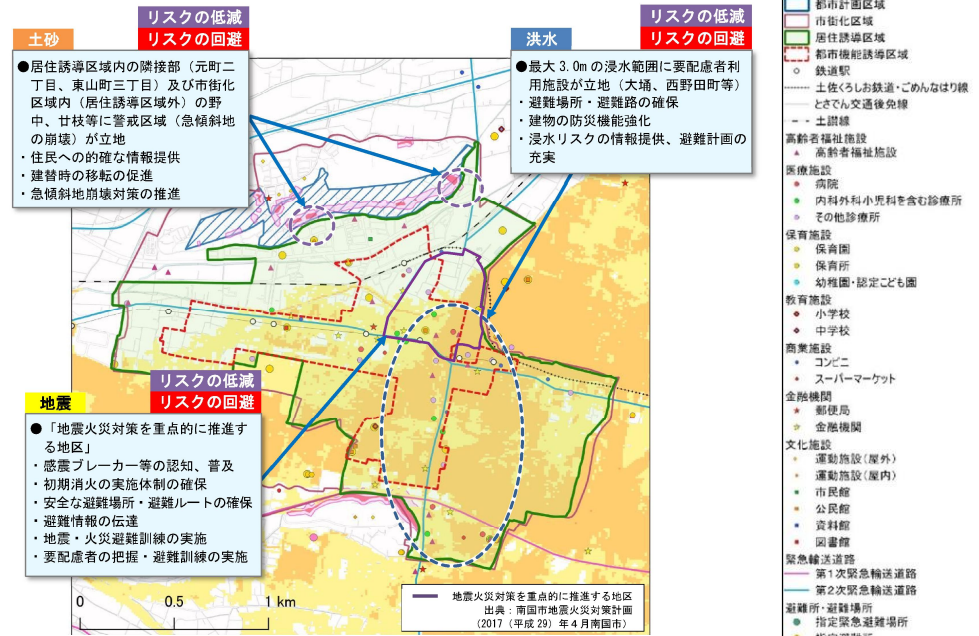 リスクの低減
リスクの回避
土砂
●居住誘導区域内の隣接部（元町二
丁目、東山町三丁目）及び市街化
区域内（居住誘導区域外）の野
中、廿枝等に警戒区域（急傾斜地
の崩壊）が立地
・住民への的確な情報提供
・建替時の移転の促進
・急傾斜地崩壊対策の推進
リスクの低減
リスクの回避
洪水
●最大3.0mの浸水範囲に要配慮者利
用施設が立地（大埇、西野田町等）
・避難場所・避難路の確保
・建物の防災機能強化
・浸水リスクの情報提供、避難計画の
充実
リスクの低減
リスクの回避
地震
●「地震火災対策を重点的に推進す
る地区」
・感震ブレーカー等の認知、普及
・初期消火の実施体制の確保
・安全な避難場所・避難ルートの確保
・避難情報の伝達
・地震・火災避難訓練の実施
・要配慮者の把握・避難訓練の実施
0 0.5 1 km
地震火災対策を重点的に推進する地区
出典：南国市地震火災対策計画
（2017（平成29）年４月南国市）
都市計画区域
市街化区域
居住誘導区域
都市機能誘導区域
鉄道駅
土佐くろしお鉄道・ごめんなはり線
とさでん交通後免線
土讃線
高齢者福祉施設
高齢者福祉施設
医療施設
病院
内科外科小児科を含む診療所
その他診療所
保育施設
保育園
保育所
幼稚園・認定こども園
教育施設
小学校
中学校
商業施設
コンビニ
スーパーマーケット
金融機関
郵便局
金融機関
文化施設
運動施設（屋外）
運動施設（屋内）
市民館
公民館
資料館
図書館
緊急輸送道路
第１次緊急輸送道路
第２次緊急輸送道路
避難所・避難場所
指定緊急避難場所